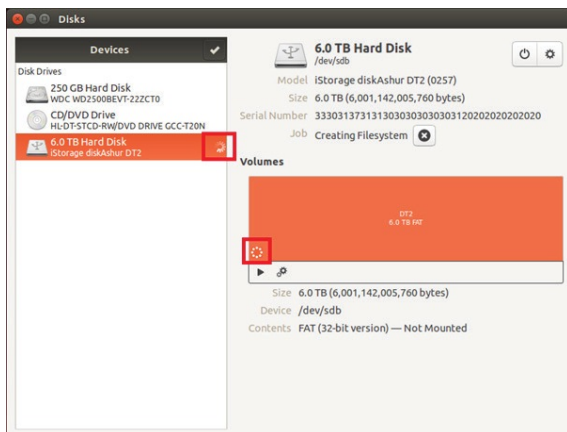 Disks
Devices
Disk Drives
250 GB Hard Disk
WDC WD2500BEVT-22ZCT0
CD/DVD Drive
HL-DT-STCD-RW/DVD DRIVE GCC-T20N
6.0 TB Hard Disk
iStorage diskAshur DT2
6.0 TB Hard Disk
/dev/sdb
Model iStorage diskAshur DT2 (0257)
Size 6.0 TB (6,001,142,005,760 bytes)
Serial Number
Job Creating Filesystem
Volumes
DT2
6.0 TB FAT
Size 6.0 TB (6,001,142,005,760 bytes)
Device /dev/sdb
Contents FAT (32-bit version) — Not Mounted